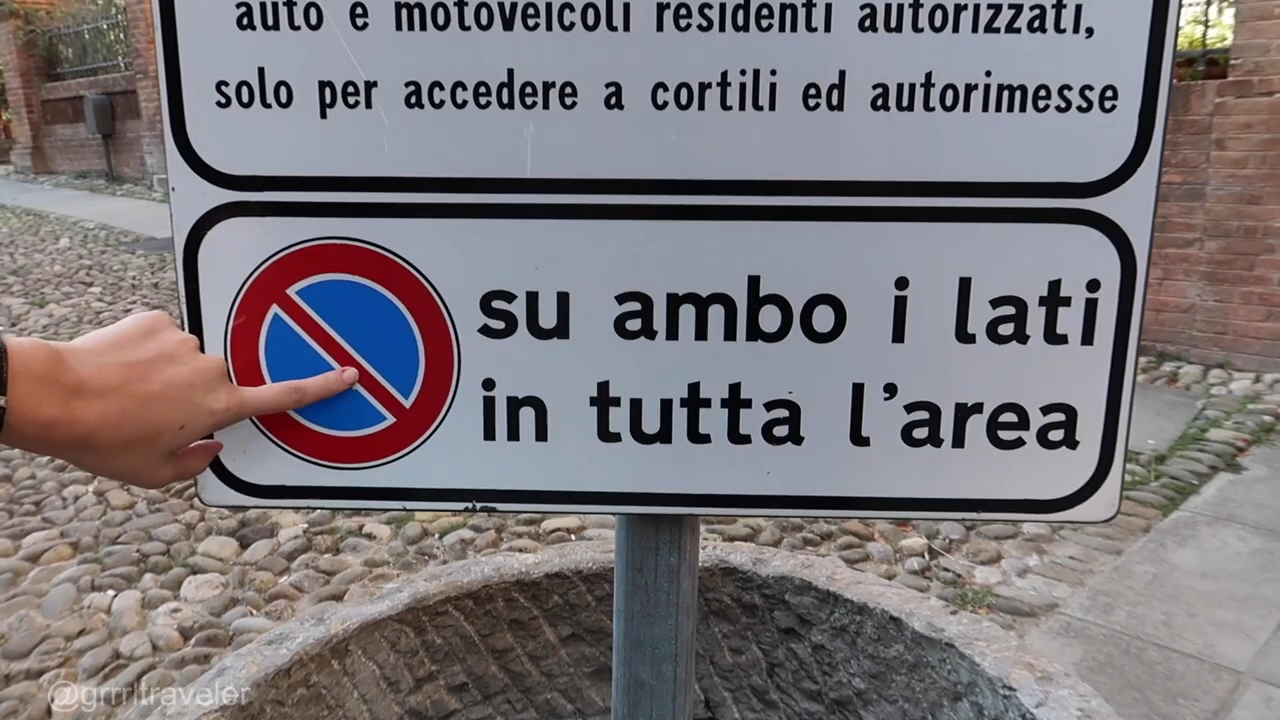 auto e motoveicoli residenti autorizzati,
solo per accedere a cortili ed autorimesse
su ambo i lati
in tutta l'area
@grrrltraveler